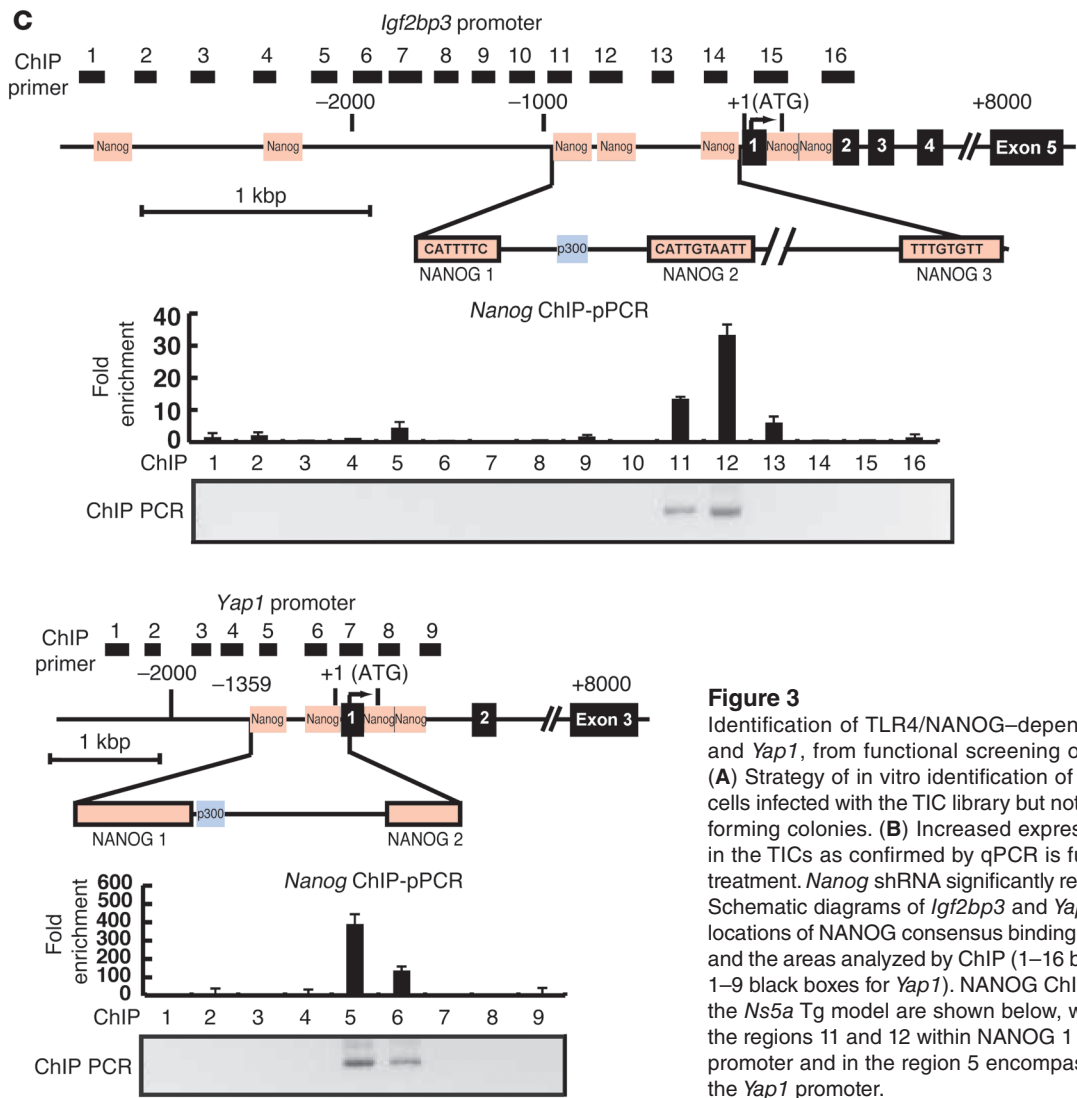 C
Igf2bp3 promoter
ChIP primer 1 2 3 4 5 6 7 8 9 10 11 12 13 14 15 16
–2000 –1000 +1(ATG) +8000
Nanog Nanog Nanog Nanog Nanog 1 Nanog Nanog 2 3 4 Exon 5
1 kbp
CATTTTC p300 CATTGTAATT TTTGTGTT
NANOG 1 NANOG 2 NANOG 3
Nanog ChIP-pPCR
Fold enrichment
40
30
20
10
0
ChIP 1 2 3 4 5 6 7 8 9 10 11 12 13 14 15 16
ChIP PCR
Yap1 promoter
ChIP primer 1 2 3 4 5 6 7 8 9
–2000 –1359 +1 (ATG) +8000
Nanog Nanog 1 Nanog Nanog 2 Exon 3
1 kbp
p300
NANOG 1 NANOG 2
Nanog ChIP-pPCR
Fold enrichment
600
500
400
300
200
100
0
ChIP 1 2 3 4 5 6 7 8 9
ChIP PCR
Figure 3
Identification of TLR4/NANOG–depen
and Yap1, from functional screening o
(A) Strategy of in vitro identification of
cells infected with the TIC library but not
forming colonies. (B) Increased expres
in the TICs as confirmed by qPCR is fu
treatment. Nanog shRNA significantly re
Schematic diagrams of Igf2bp3 and Yap
locations of NANOG consensus binding
and the areas analyzed by ChIP (1–16 b
1–9 black boxes for Yap1). NANOG ChI
the Ns5a Tg model are shown below, w
the regions 11 and 12 within NANOG 1
promoter and in the region 5 encompas
the Yap1 promoter.